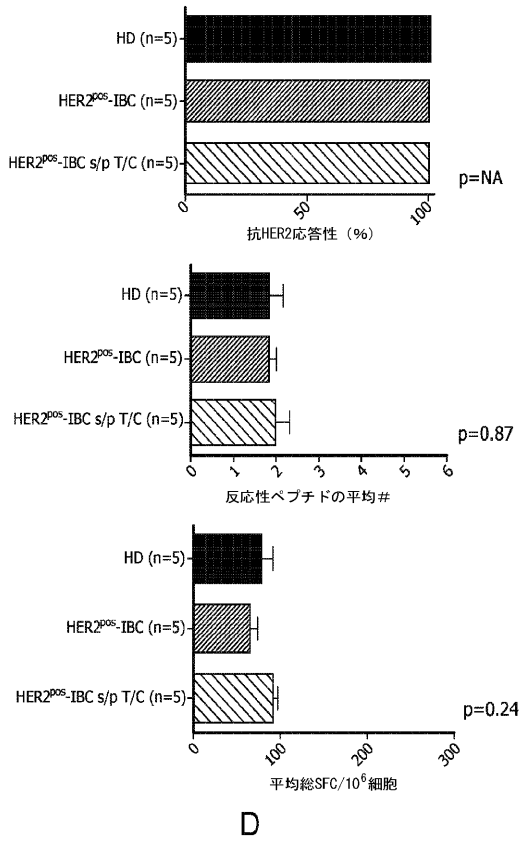 HD (n=5)
HER2pos-IBC (n=5)
HER2pos-IBC s/p T/C (n=5)
p=NA
0 50 100
抗HER2応答性 (%)
HD (n=5)
HER2pos-IBC (n=5)
HER2pos-IBC s/p T/C (n=5)
p=0.87
0 1 2 3 4 5 6
反応性ペプチドの平均#
HD (n=5)
HER2pos-IBC (n=5)
HER2pos-IBC s/p T/C (n=5)
p=0.24
0 100 200 300
平均総SFC/10⁶細胞
D